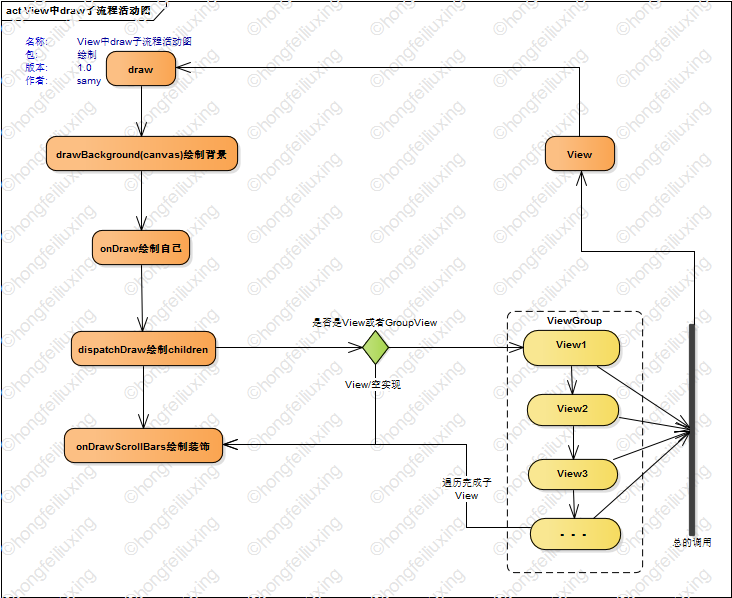 act View中draw子流程活动图
名称: View中draw子流程活动图
包: 绘制
版本: 1.0
作者: samy
draw
drawBackground(canvas)绘制背景
View
onDraw绘制自己
是否是View或者GroupView
ViewGroup
dispatchDraw绘制children
View1
View/空实现
View2
onDrawScrollBars绘制装饰
View3
遍历完成子
View
- - -
总的调用
©hongfeiliuxing